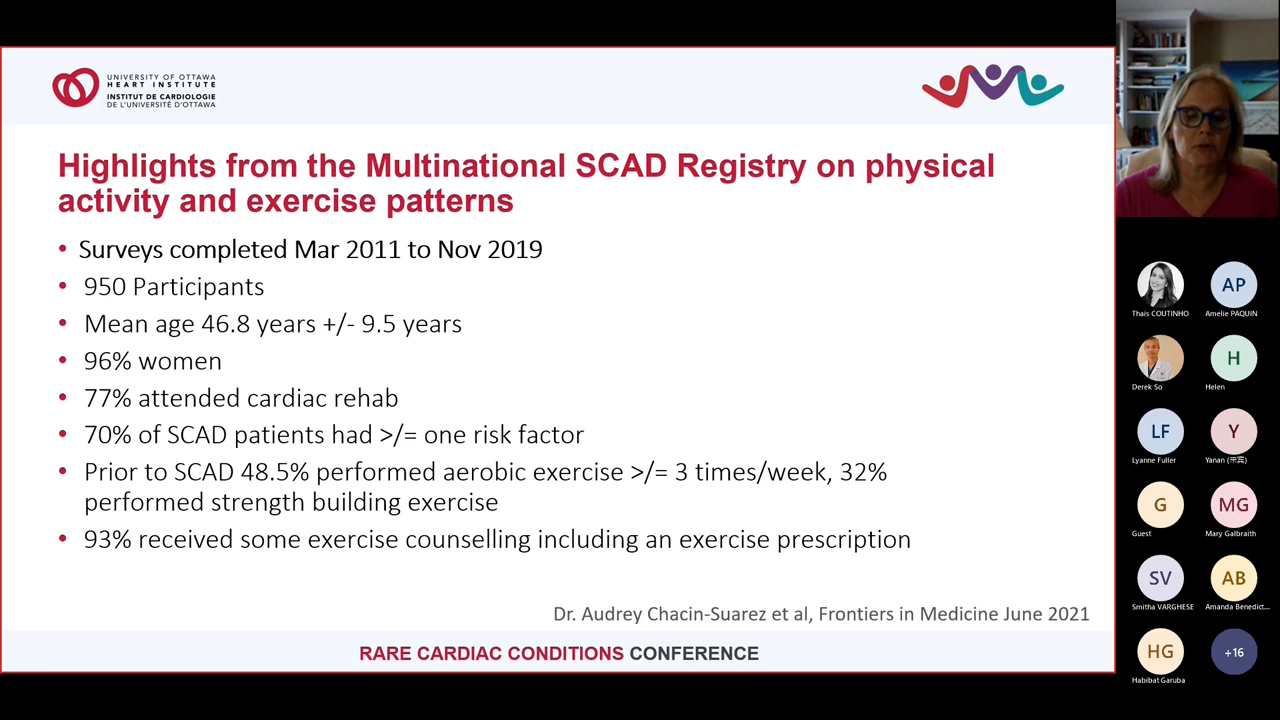 UNIVERSITY OF OTTAWA
HEART INSTITUTE
INSTITUT DE CARDIOLOGIE
DE L'UNIVERSITÉ D'OTTAWA
Highlights from the Multinational SCAD Registry on physical
activity and exercise patterns
• Surveys completed Mar 2011 to Nov 2019
• 950 Participants
• Mean age 46.8 years +/- 9.5 years
• 96% women
• 77% attended cardiac rehab
• 70% of SCAD patients had >/= one risk factor
• Prior to SCAD 48.5% performed aerobic exercise >/= 3 times/week, 32%
performed strength building exercise
• 93% received some exercise counselling including an exercise prescription
Dr. Audrey Chacin-Suarez et al, Frontiers in Medicine June 2021
RARE CARDIAC CONDITIONS CONFERENCE
Thais COUTINHO
AP
Amelie PAQUIN
Derek So
H
Helen
LF
Lyanne Fuller
Y
Yanan
G
Guest
MG
Mary Galbraith
SV
Smitha VARGHESE
AB
Amanda Benedict...
HG
Habibat Garuba
+16